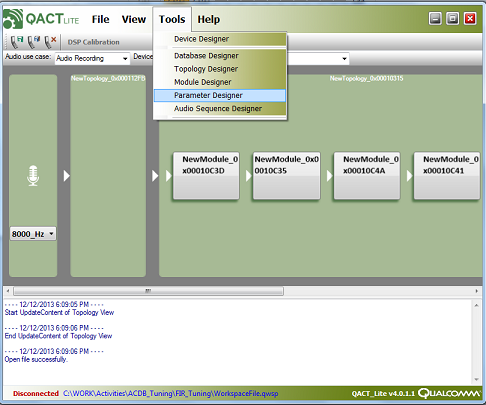 QACT LITE File View Tools Help
DSP Calibration
Device Designer
Database Designer
Topology Designer
Module Designer
Parameter Designer
Audio Sequence Designer
Audio use case: Audio Recording Device
NewTopology_0x000112FB
NewTopology_0x00010315
NewModule_0x00010C3D
NewModule_0x00010C35
NewModule_0x00010C4A
NewModule_0x00010C41
8000_Hz
---- 12/12/2013 6:09:05 PM ----
Start UpdateContent of Topology View
---- 12/12/2013 6:09:06 PM ----
End UpdateContent of Topology View
---- 12/12/2013 6:09:06 PM ----
Open file successfully.
Disconnected C:\WORK\Activities\ACDB_Tuning\FIR_Tuning\WorkspaceFile.qwsp QACT_Lite v4.0.1.1 QUALCOMM